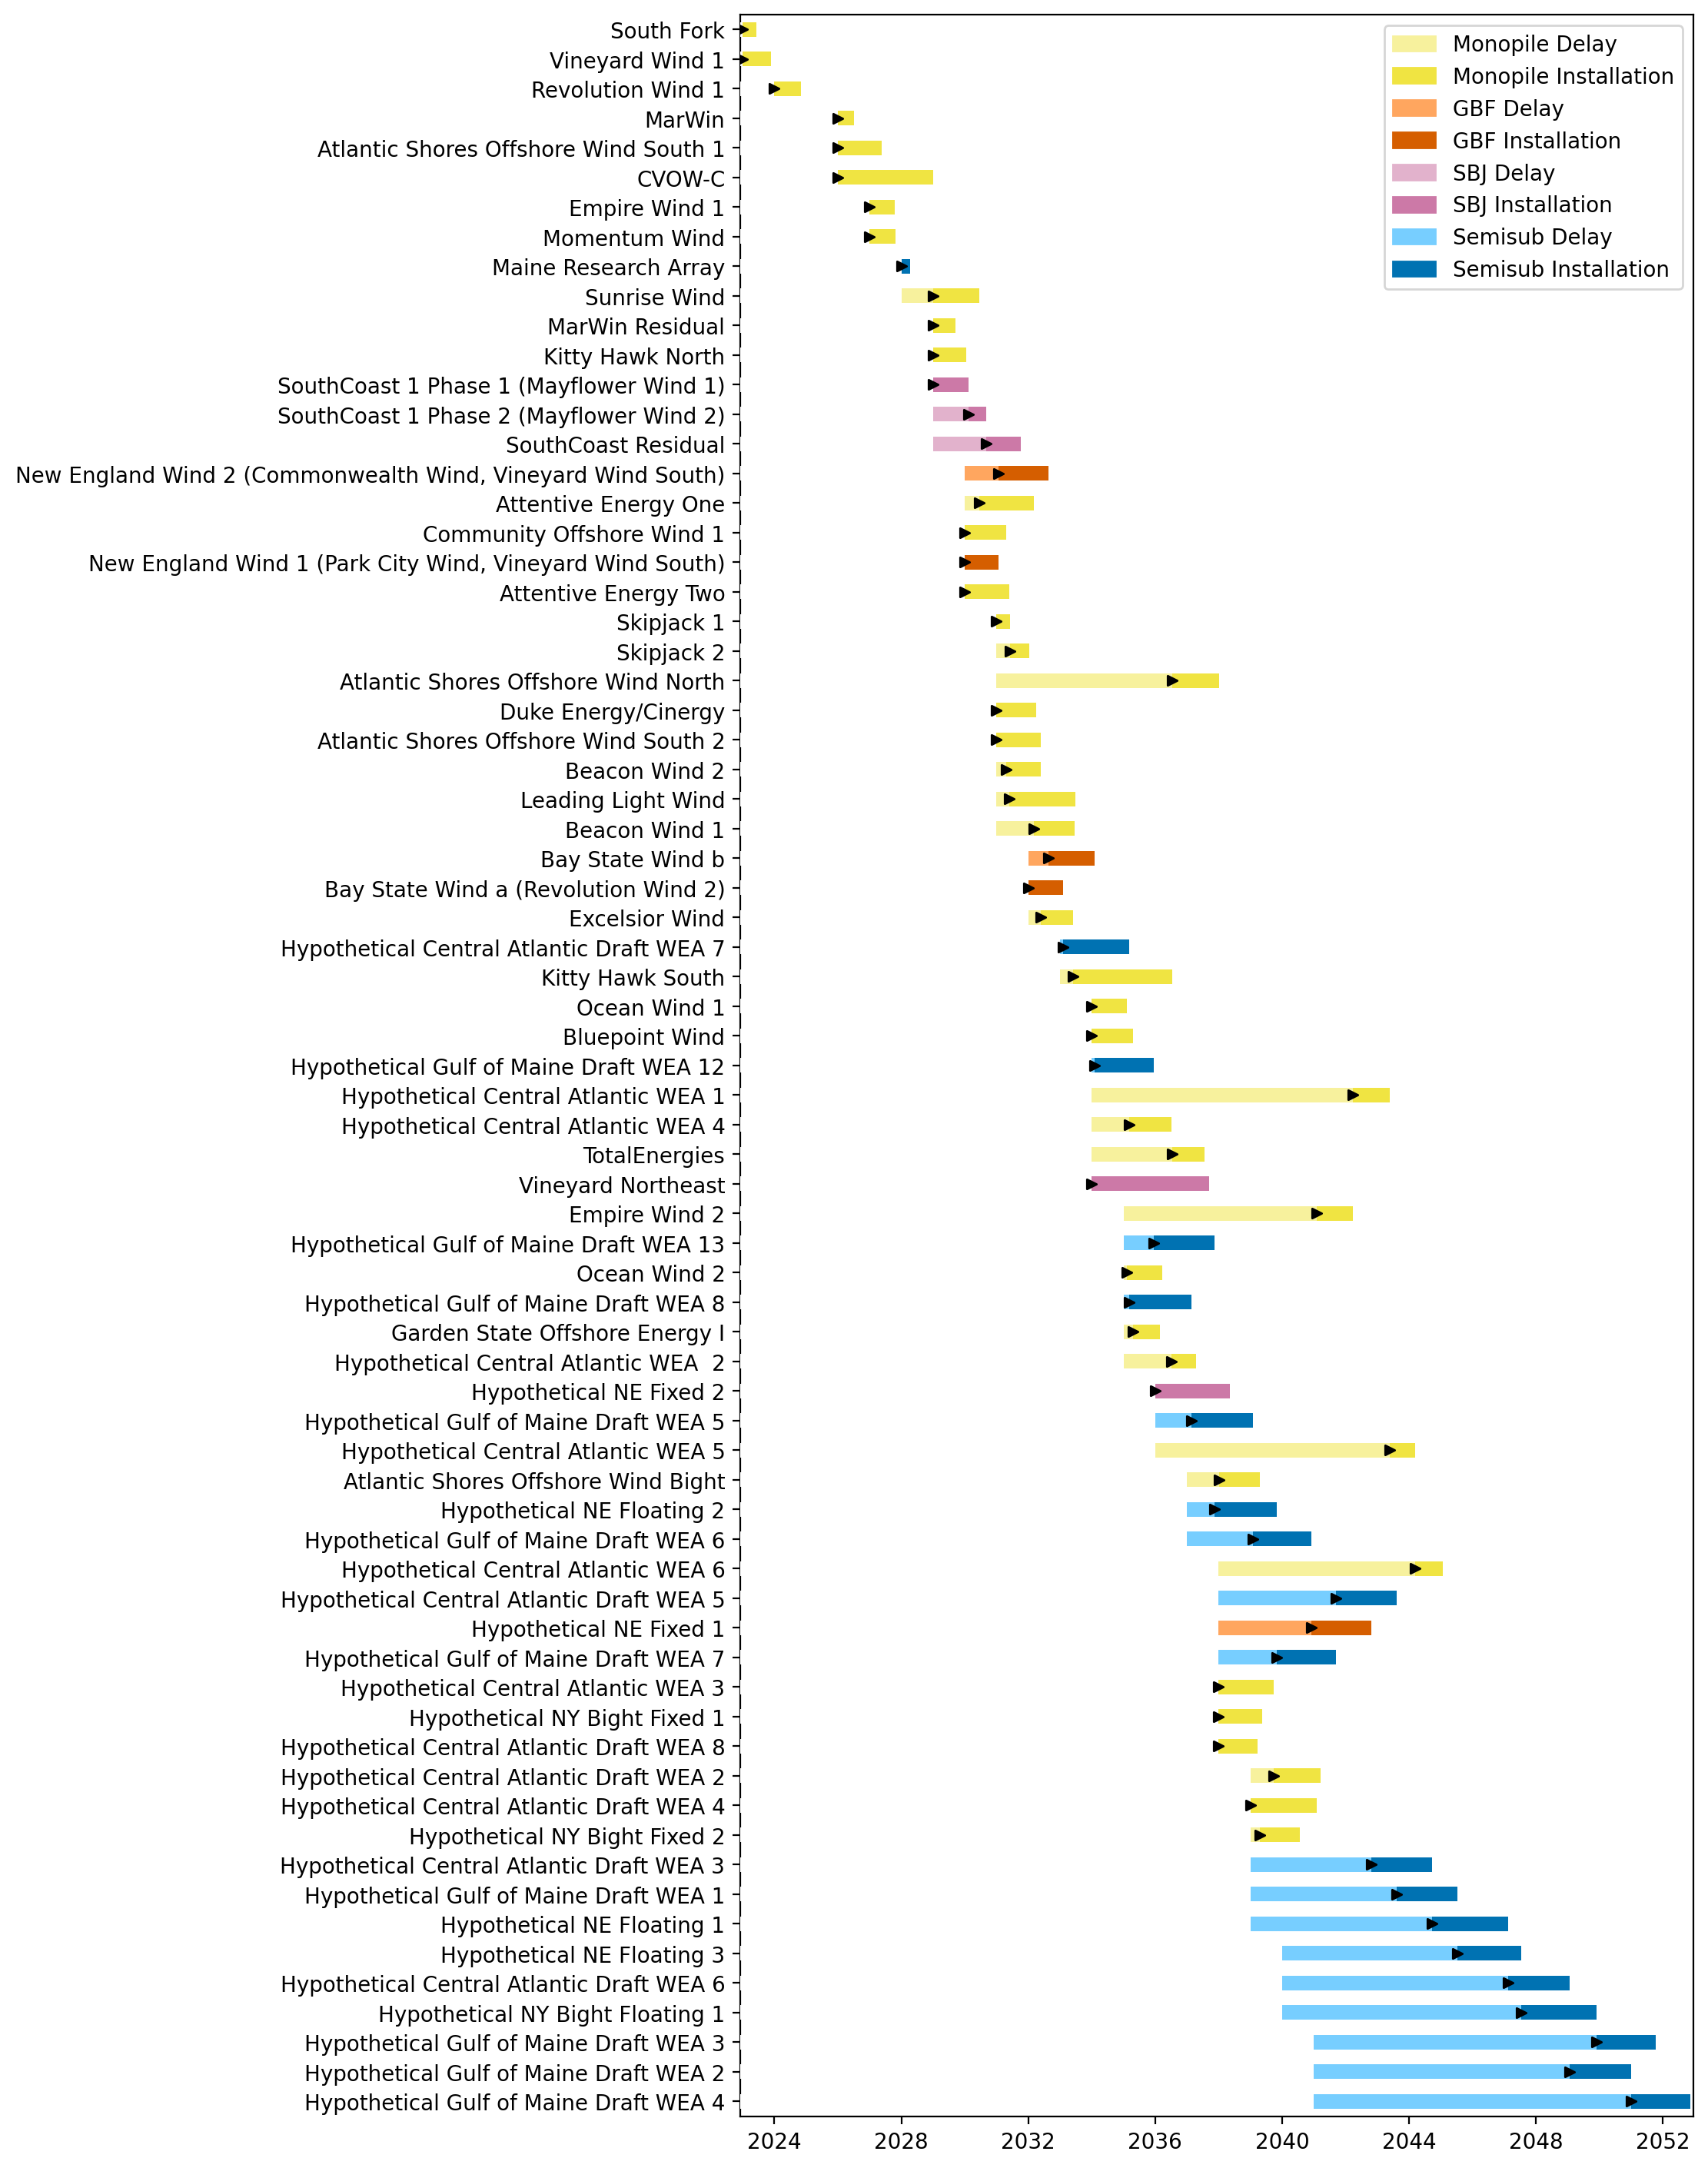 South Fork
Vineyard Wind 1
Revolution Wind 1
MarWin
Atlantic Shores Offshore Wind South 1
CVOW-C
Empire Wind 1
Momentum Wind
Maine Research Array
Sunrise Wind
MarWin Residual
Kitty Hawk North
SouthCoast 1 Phase 1 (Mayflower Wind 1)
SouthCoast 1 Phase 2 (Mayflower Wind 2)
SouthCoast Residual
New England Wind 2 (Commonwealth Wind, Vineyard Wind South)
Attentive Energy One
Community Offshore Wind 1
New England Wind 1 (Park City Wind, Vineyard Wind South)
Attentive Energy Two
Skipjack 1
Skipjack 2
Atlantic Shores Offshore Wind North
Duke Energy/Cinergy
Atlantic Shores Offshore Wind South 2
Beacon Wind 2
Leading Light Wind
Beacon Wind 1
Bay State Wind b
Bay State Wind a (Revolution Wind 2)
Excelsior Wind
Hypothetical Central Atlantic Draft WEA 7
Kitty Hawk South
Ocean Wind 1
Bluepoint Wind
Hypothetical Gulf of Maine Draft WEA 12
Hypothetical Central Atlantic WEA 1
Hypothetical Central Atlantic WEA 4
TotalEnergies
Vineyard Northeast
Empire Wind 2
Hypothetical Gulf of Maine Draft WEA 13
Ocean Wind 2
Hypothetical Gulf of Maine Draft WEA 8
Garden State Offshore Energy I
Hypothetical Central Atlantic WEA  2
Hypothetical NE Fixed 2
Hypothetical Gulf of Maine Draft WEA 5
Hypothetical Central Atlantic WEA 5
Atlantic Shores Offshore Wind Bight
Hypothetical NE Floating 2
Hypothetical Gulf of Maine Draft WEA 6
Hypothetical Central Atlantic WEA 6
Hypothetical Central Atlantic Draft WEA 5
Hypothetical NE Fixed 1
Hypothetical Gulf of Maine Draft WEA 7
Hypothetical Central Atlantic WEA 3
Hypothetical NY Bight Fixed 1
Hypothetical Central Atlantic Draft WEA 8
Hypothetical Central Atlantic Draft WEA 2
Hypothetical Central Atlantic Draft WEA 4
Hypothetical NY Bight Fixed 2
Hypothetical Central Atlantic Draft WEA 3
Hypothetical Gulf of Maine Draft WEA 1
Hypothetical NE Floating 1
Hypothetical NE Floating 3
Hypothetical Central Atlantic Draft WEA 6
Hypothetical NY Bight Floating 1
Hypothetical Gulf of Maine Draft WEA 3
Hypothetical Gulf of Maine Draft WEA 2
Hypothetical Gulf of Maine Draft WEA 4
Monopile Delay
Monopile Installation
GBF Delay
GBF Installation
SBJ Delay
SBJ Installation
Semisub Delay
Semisub Installation
2024 2028 2032 2036 2040 2044 2048 2052